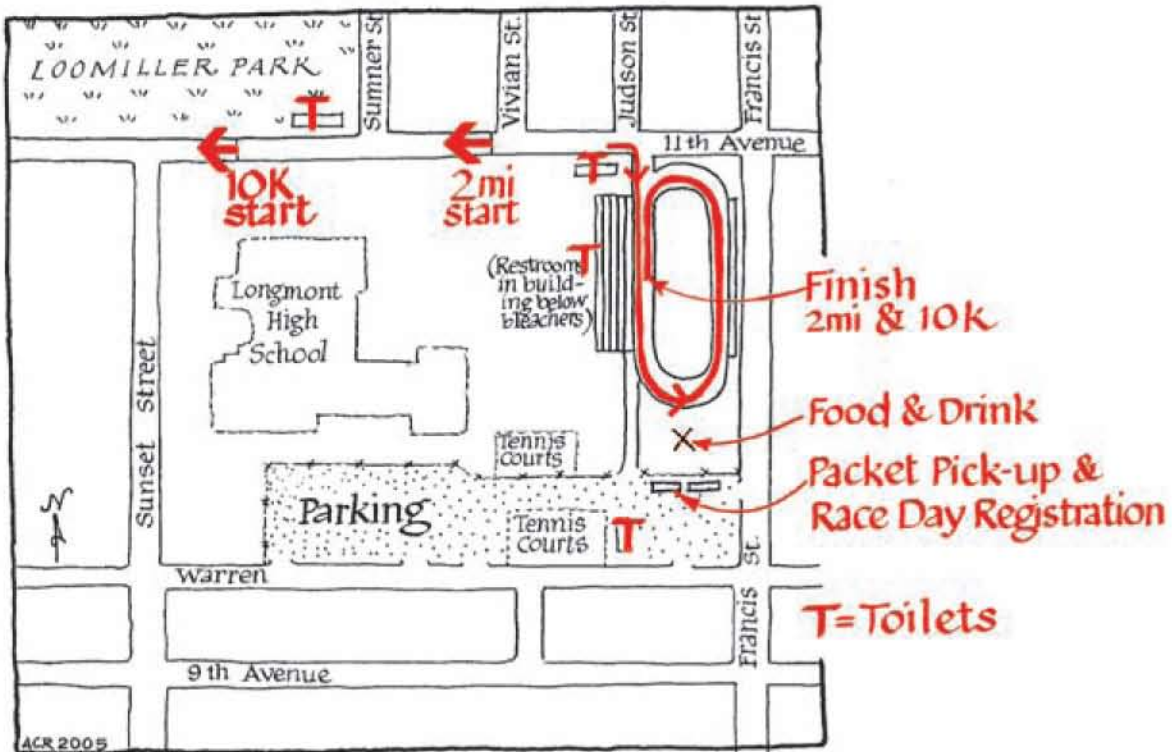 Sumner St
Vivian St.
Judson St.
Francis St
LOOMILLER PARK
T
11th Avenue
10K
start
2mi
start
T
T
(Restrooms
in build-
ing below
bleachers)
Longmont
High
School
Finish
2mi & 10K
Food & Drink
X
Tennis
Courts
Packet Pick-up &
Race Day Registration
Parking
Tennis
Courts
T
Sunset Street
N
Warren
Francis St.
T=Toilets
9th Avenue
ACR 2005